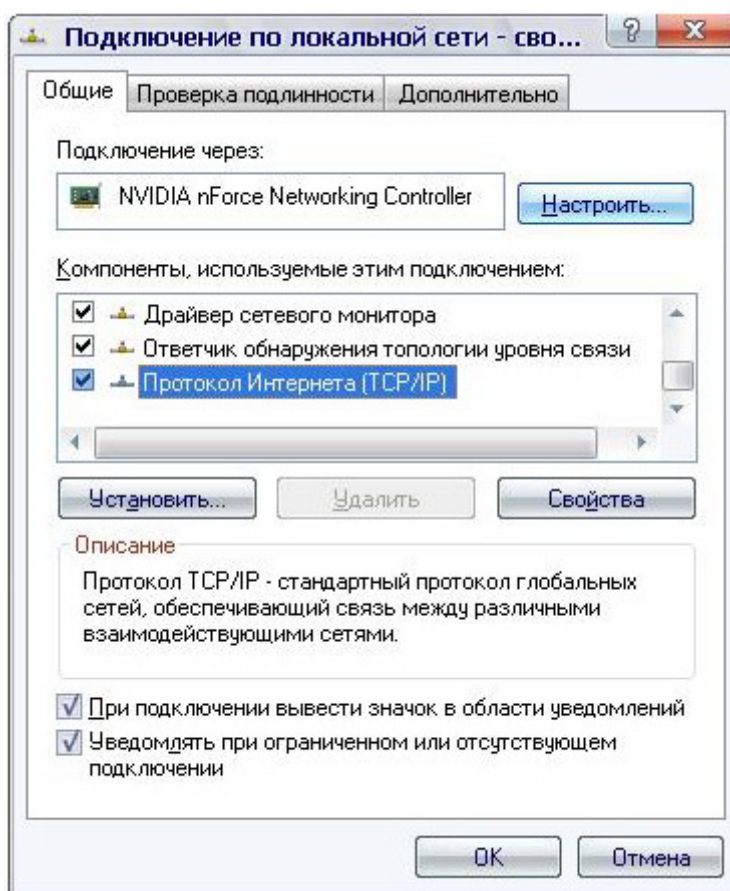 Подключение по локальной сети - сво...
Общие
Проверка подлинности
Дополнительно
Подключение через:
NVIDIA nForce Networking Controller
Настроить...
Компоненты, используемые этим подключением:
Драйвер сетевого монитора
Ответчик обнаружения топологии уровня связи
Протокол Интернета (TCP/IP)
Установить...
Удалить
Свойства
Описание
Протокол TCP/IP - стандартный протокол глобальных
сетей, обеспечивающий связь между различными
взаимодействующими сетями.
При подключении вывести значок в области уведомлений
Уведомлять при ограниченном или отсутствующем
подключении
OK
Отмена